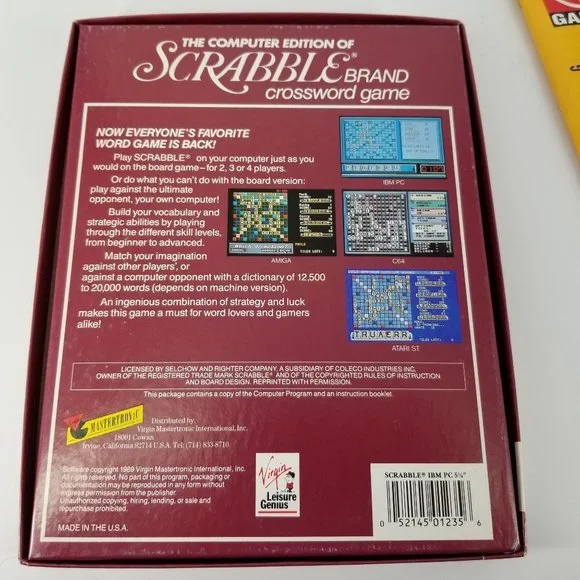 THE COMPUTER EDITION OF
SCRABBLE® BRAND
crossword game
NOW EVERYONE'S FAVORITE
WORD GAME IS BACK!
Play SCRABBLE® on your computer just as you
would on the board game–for 2, 3 or 4 players.
Or do what you can't do with the board version:
play against the ultimate
opponent, your own computer!
Build your vocabulary and
strategic abilities by playing
through the different skill levels,
from beginner to advanced.
Match your imagination
against other players', or
against a computer opponent with a dictionary of 12,500
to 20,000 words (depends on machine version).
An ingenious combination of strategy and luck
makes this game a must for word lovers and gamers
alike!
IBM PC
AMIGA
C64
TRUAERR
ATARI ST
LICENSED BY SELCHOW AND RIGHTER COMPANY, A SUBSIDIARY OF COLECO INDUSTRIES INC.
OWNER OF THE REGISTERED TRADE MARK SCRABBLE® AND OF THE COPYRIGHTED RULES OF INSTRUCTION
AND BOARD DESIGN. REPRINTED WITH PERMISSION.
This package contains a copy of the Computer Program and an instruction booklet.
MASTERTRONIC
Distributed by:
Virgin Mastertronic International, Inc.
18001 Cowan
Irvine, California 92714 U.S.A. Tel: (714) 833-8710.
Software copyright 1989 Virgin Mastertronic International, Inc.
All rights reserved. No part of this program, packaging or
documentation may be reproduced in any form without
express permission from the publisher.
Unauthorized copying, hiring, lending, or sale and
repurchase prohibited.
MADE IN THE U.S.A.
Virgin
Leisure
Genius
SCRABBLE® IBM PC 5¼"
0 52145 01235 6
GA